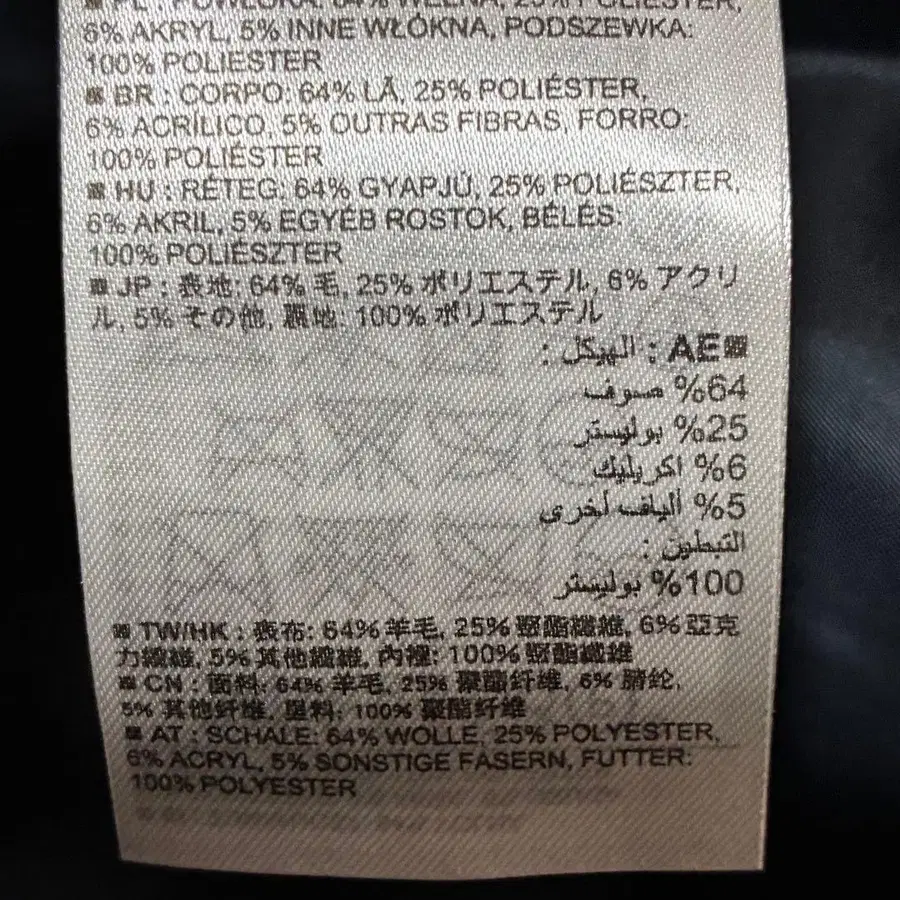 PL : POWŁOKA: 64% WEŁNA, 25% POLIESTER,
6% AKRYL, 5% INNE WŁÓKNA, PODSZEWKA:
100% POLIESTER
BR : CORPO: 64% LÃ, 25% POLIÉSTER,
6% ACRÍLICO, 5% OUTRAS FIBRAS, FORRO:
100% POLIÉSTER
HU : RÉTEG: 64% GYAPJÚ, 25% POLIÉSZTER,
6% AKRIL, 5% EGYÉB ROSTOK, BÉLÉS:
100% POLIÉSZTER
JP : 表地: 64% 毛, 25% ポリエステル, 6% アクリ
ル, 5% その他, 裏地: 100% ポリエステル
AE : الهيكل :
64% صوف
25% بوليستر
6% اكريليك
5% ألياف أخرى
التبطين :
100% بوليستر
TW/HK : 表布: 64% 羊毛, 25% 聚酯纖維, 6% 亞克
力纖維, 5% 其他纖維, 內裡: 100% 聚酯纖維
CN : 面料: 64% 羊毛, 25% 聚酯纤维, 6% 腈纶,
5% 其他纤维, 里料: 100% 聚酯纤维
AT : SCHALE: 64% WOLLE, 25% POLYESTER,
6% ACRYL, 5% SONSTIGE FASERN, FUTTER:
100% POLYESTER